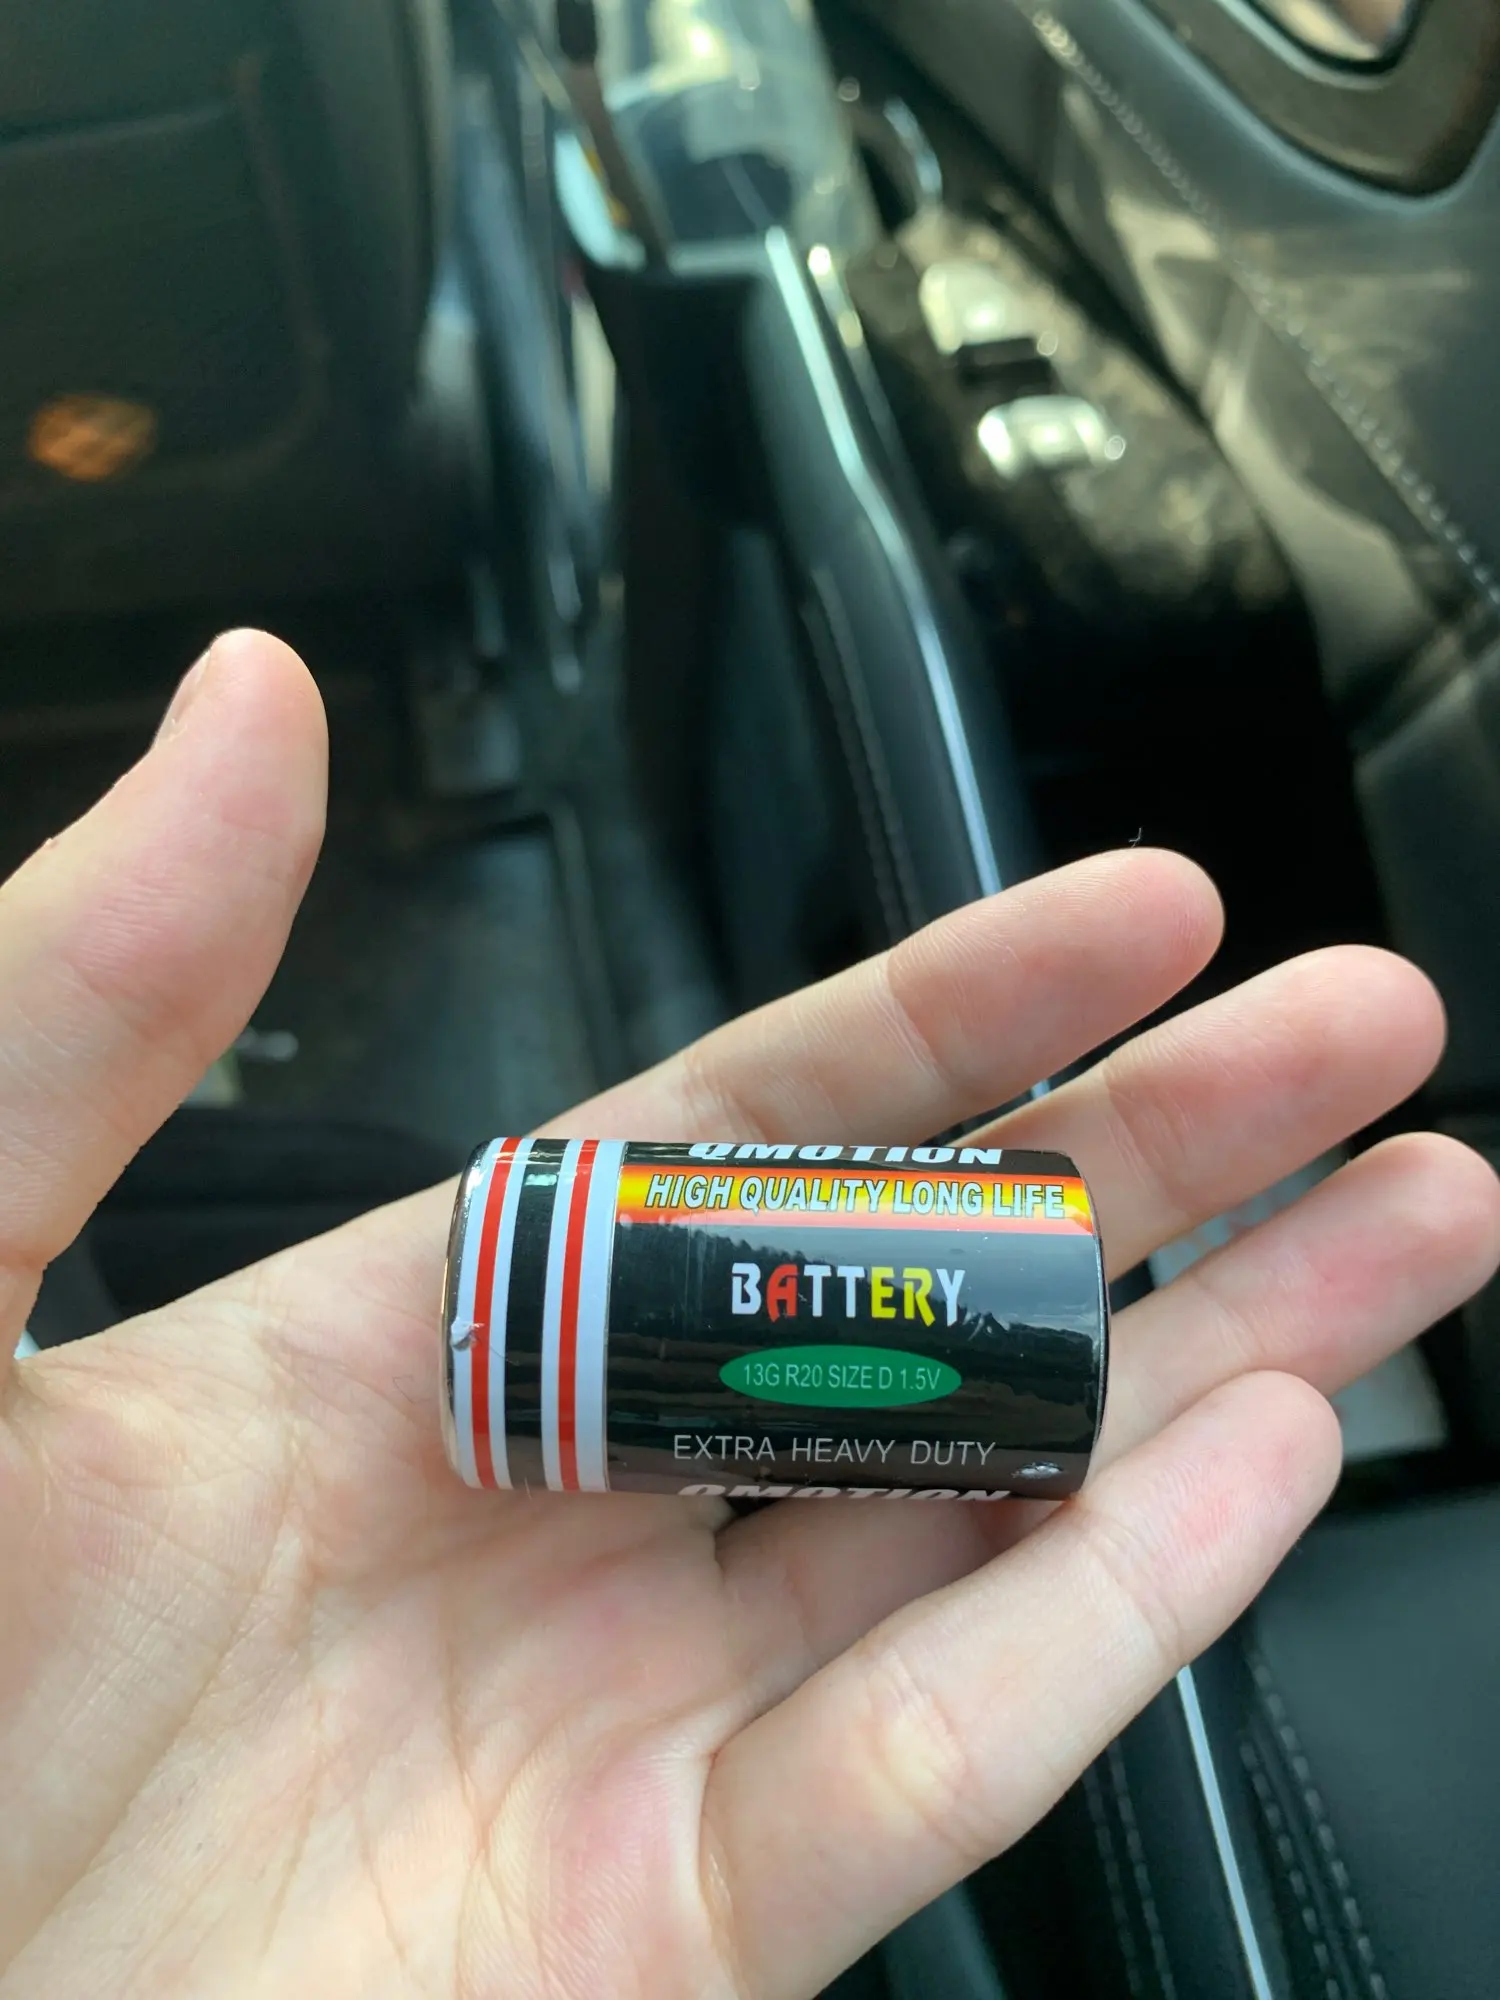 QMOTION
HIGH QUALITY LONG LIFE
BATTERY
13G R20 SIZE D 1.5V
EXTRA HEAVY DUTY
QMOTION